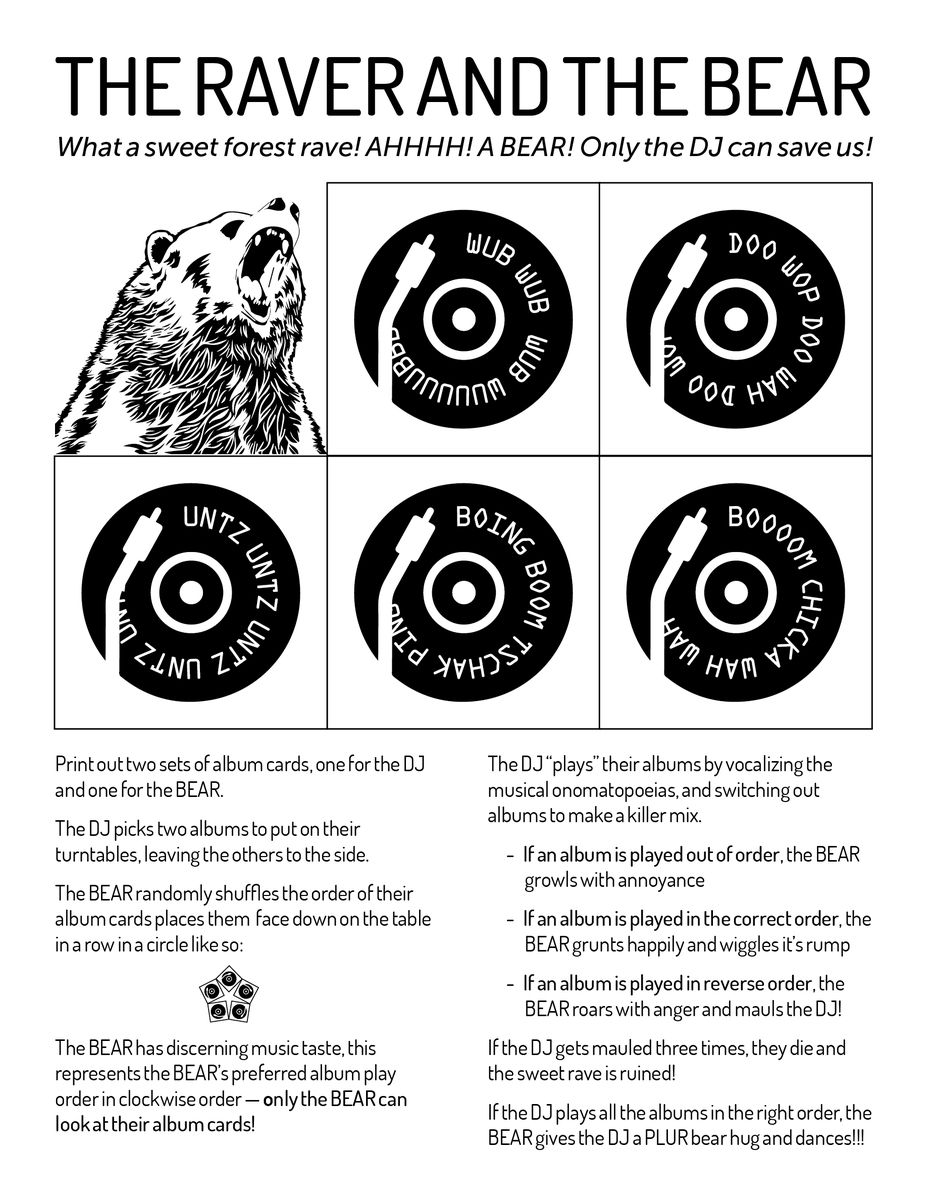 THE RAVER AND THE BEAR
What a sweet forest rave! AHHHH! A BEAR! Only the DJ can save us!
WUB WUB WUB WUUUUUBBB
DOO WOP DOO WAH DOO
UNTZ UNTZ UNTZ UNTZ UN
BOING BOOM TSCHAK PING
BOOOOM CHICKA WAH WAH
Print out two sets of album cards, one for the DJ
and one for the BEAR.
The DJ picks two albums to put on their
turntables, leaving the others to the side.
The BEAR randomly shuffles the order of their
album cards places them face down on the table
in a row in a circle like so:
The BEAR has discerning music taste, this
represents the BEAR's preferred album play
order in clockwise order — only the BEAR can
look at their album cards!
The DJ “plays” their albums by vocalizing the
musical onomatopoeias, and switching out
albums to make a killer mix.
- If an album is played out of order, the BEAR
growls with annoyance
- If an album is played in the correct order, the
BEAR grunts happily and wiggles it's rump
- If an album is played in reverse order, the
BEAR roars with anger and mauls the DJ!
If the DJ gets mauled three times, they die and
the sweet rave is ruined!
If the DJ plays all the albums in the right order, the
BEAR gives the DJ a PLUR bear hug and dances!!!